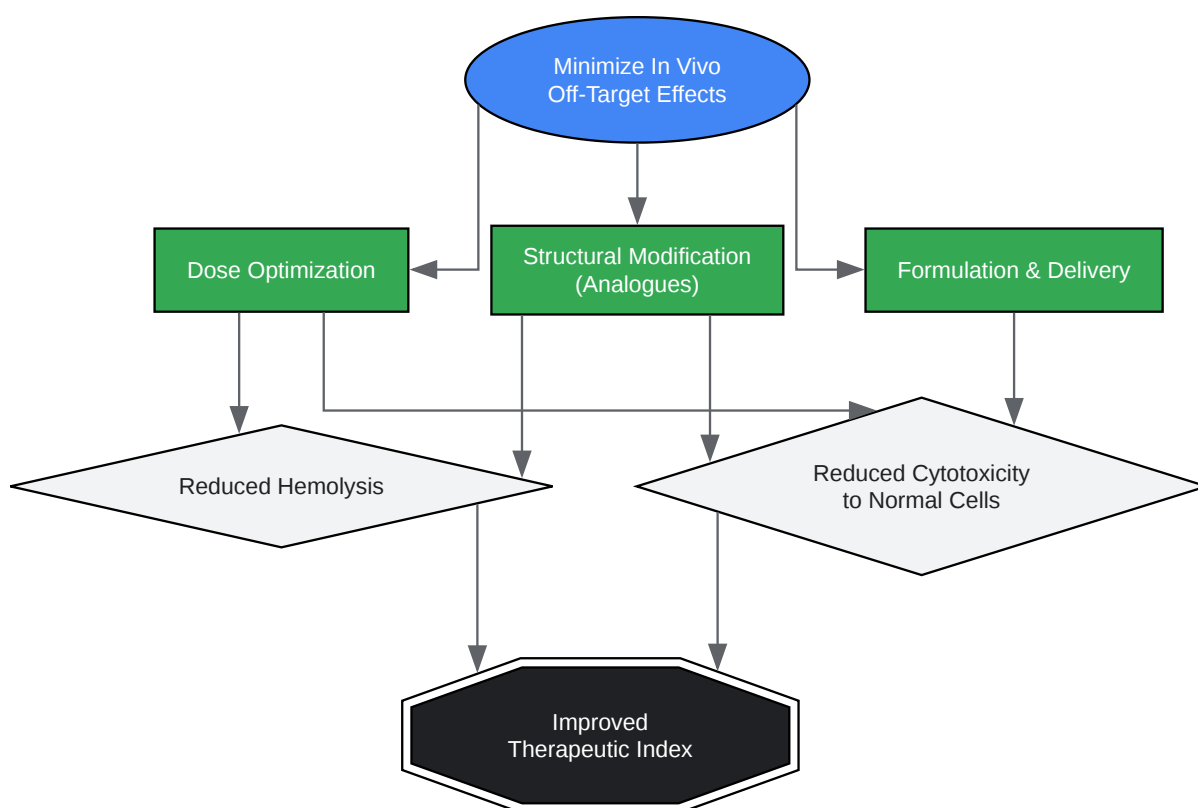 Minimize In Vivo
Off-Target Effects
Dose Optimization
Structural Modification
(Analogues)
Formulation & Delivery
Reduced Hemolysis
Reduced Cytotoxicity
to Normal Cells
Improved
Therapeutic Index